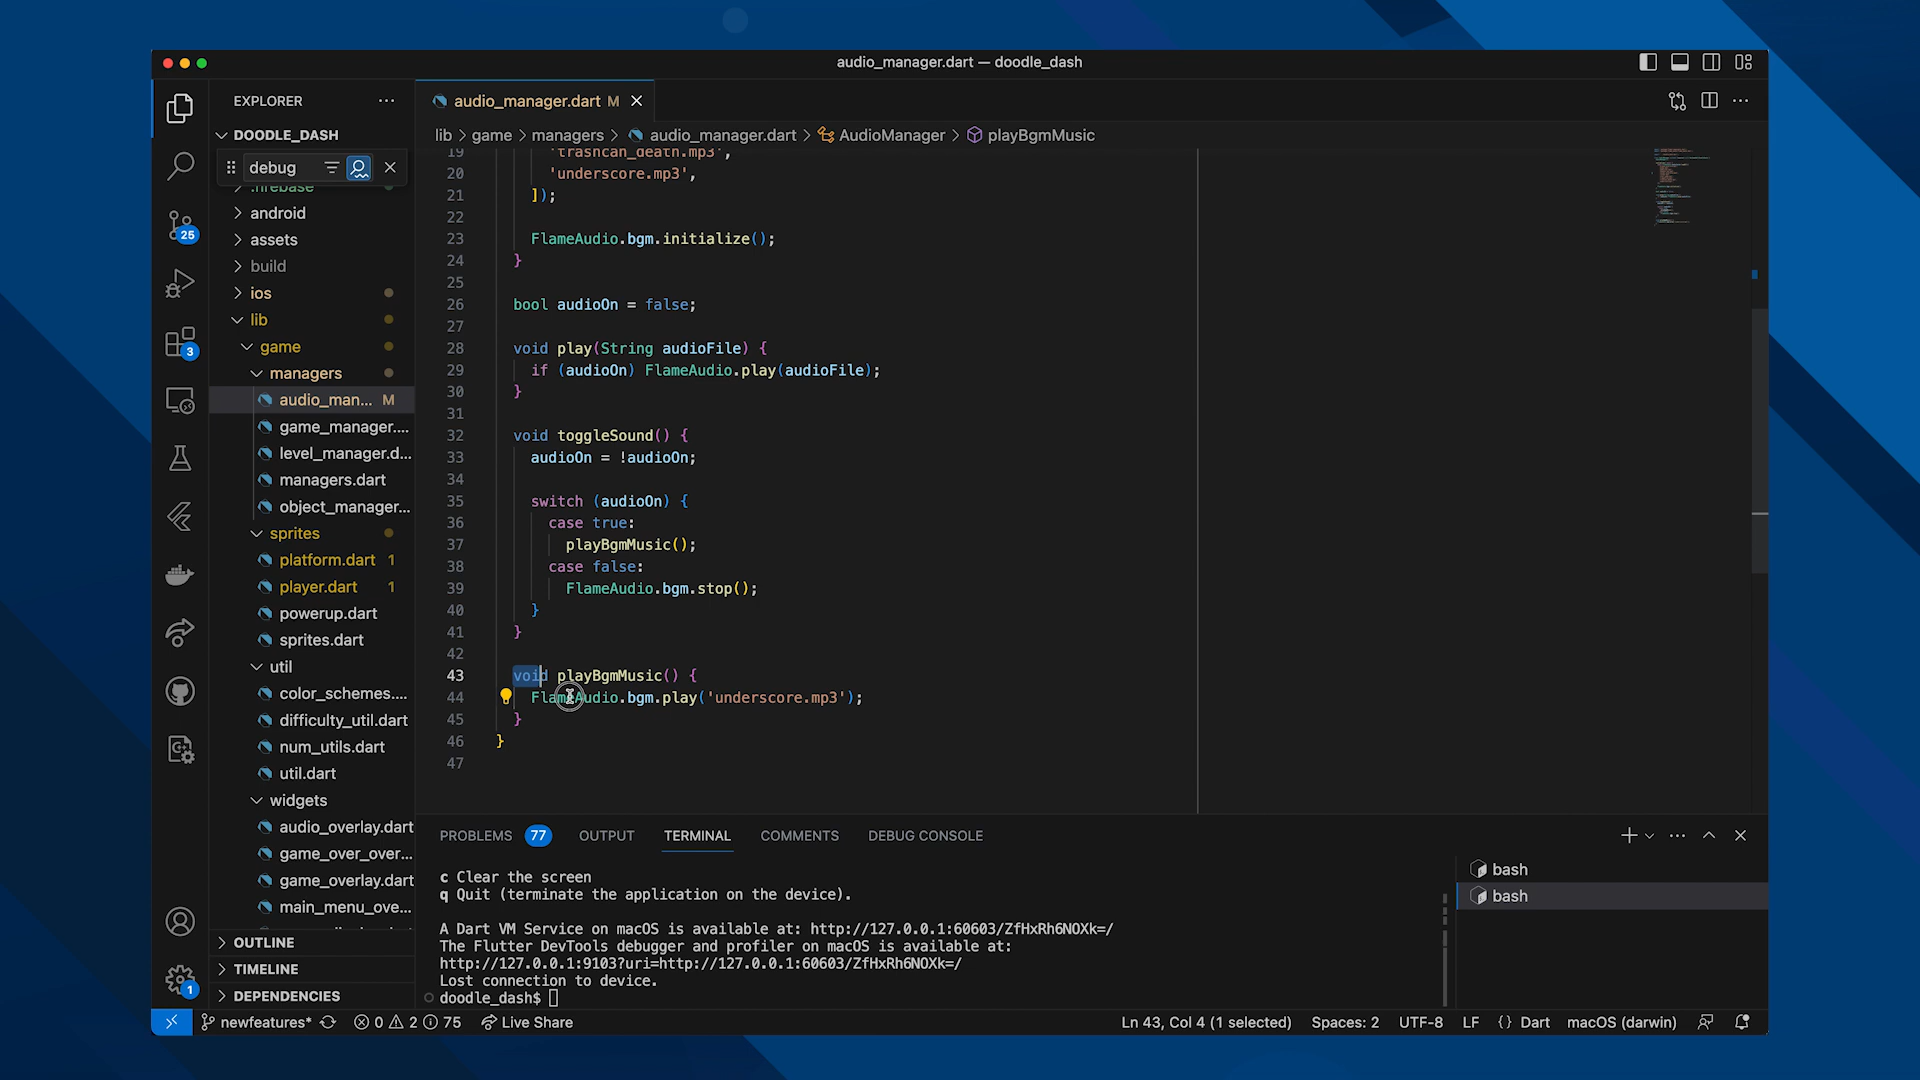 audio_manager.dart — doodle_dash
EXPLORER
DOODLE_DASH
debug
.firebase
android
assets
build
ios
lib
game
managers
audio_man... M
game_manager....
level_manager.d...
managers.dart
object_manager...
sprites
platform.dart 1
player.dart 1
powerup.dart
sprites.dart
util
color_schemes....
difficulty_util.dart
num_utils.dart
util.dart
widgets
audio_overlay.dart
game_over_over...
game_overlay.dart
main_menu_ove...
OUTLINE
TIMELINE
DEPENDENCIES
25
3
1
audio_manager.dart M
lib > game > managers > audio_manager.dart > AudioManager > playBgmMusic
19 'trashcan_death.mp3',
20 'underscore.mp3',
21 ]);
22
23 FlameAudio.bgm.initialize();
24 }
25
26 bool audioOn = false;
27
28 void play(String audioFile) {
29 if (audioOn) FlameAudio.play(audioFile);
30 }
31
32 void toggleSound() {
33 audioOn = !audioOn;
34
35 switch (audioOn) {
36 case true:
37 playBgmMusic();
38 case false:
39 FlameAudio.bgm.stop();
40 }
41 }
42
43 void playBgmMusic() {
44 FlameAudio.bgm.play('underscore.mp3');
45 }
46 }
47
PROBLEMS 77 OUTPUT TERMINAL COMMENTS DEBUG CONSOLE
c Clear the screen
q Quit (terminate the application on the device).
A Dart VM Service on macOS is available at: http://127.0.0.1:60603/ZfHxRh6NOXk=/
The Flutter DevTools debugger and profiler on macOS is available at:
http://127.0.0.1:9103?uri=http://127.0.0.1:60603/ZfHxRh6NOXk=/
Lost connection to device.
doodle_dash$
bash
bash
newfeatures* 0 2 75 Live Share
Ln 43, Col 4 (1 selected) Spaces: 2 UTF-8 LF {} Dart macOS (darwin)